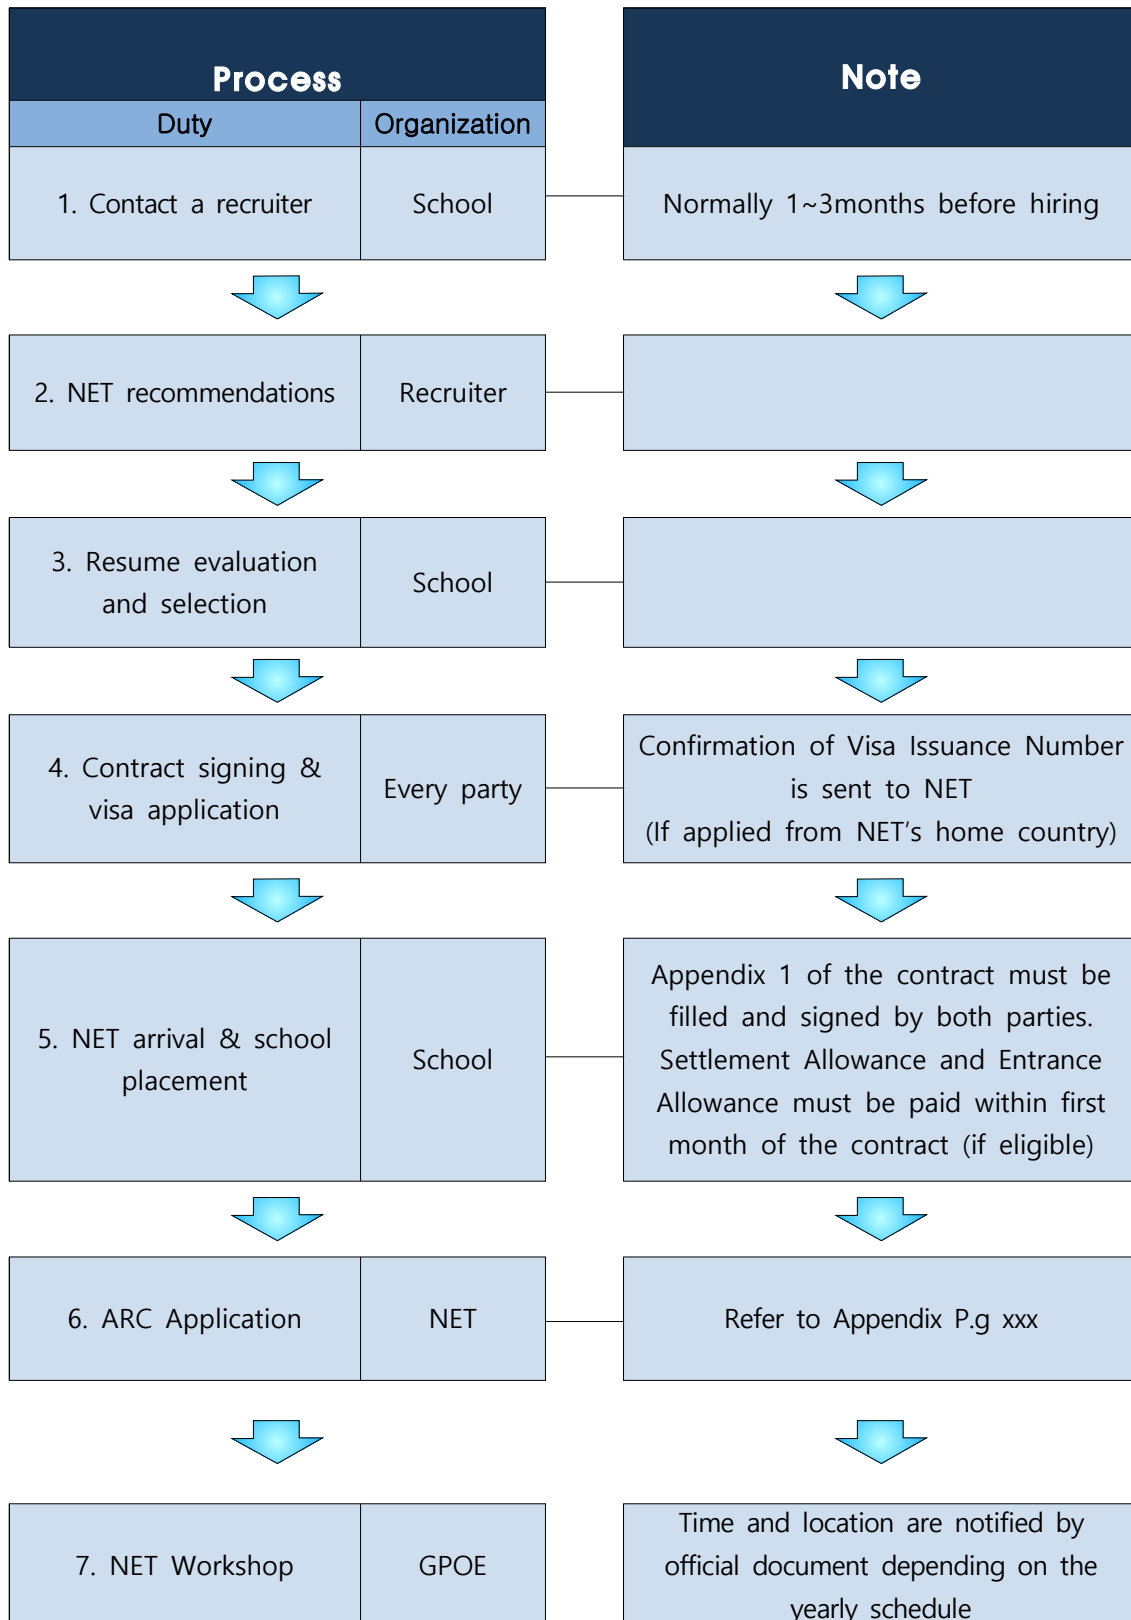 Process
Note
Duty
Organization
1. Contact a recruiter
School
Normally 1~3months before hiring
2. NET recommendations
Recruiter
3. Resume evaluation
and selection
School
4. Contract signing &
visa application
Every party
Confirmation of Visa Issuance Number
is sent to NET
(If applied from NET's home country)
5. NET arrival & school
placement
School
Appendix 1 of the contract must be
filled and signed by both parties.
Settlement Allowance and Entrance
Allowance must be paid within first
month of the contract (if eligible)
6. ARC Application
NET
Refer to Appendix P.g xxx
7. NET Workshop
GPOE
Time and location are notified by
official document depending on the
yearly schedule